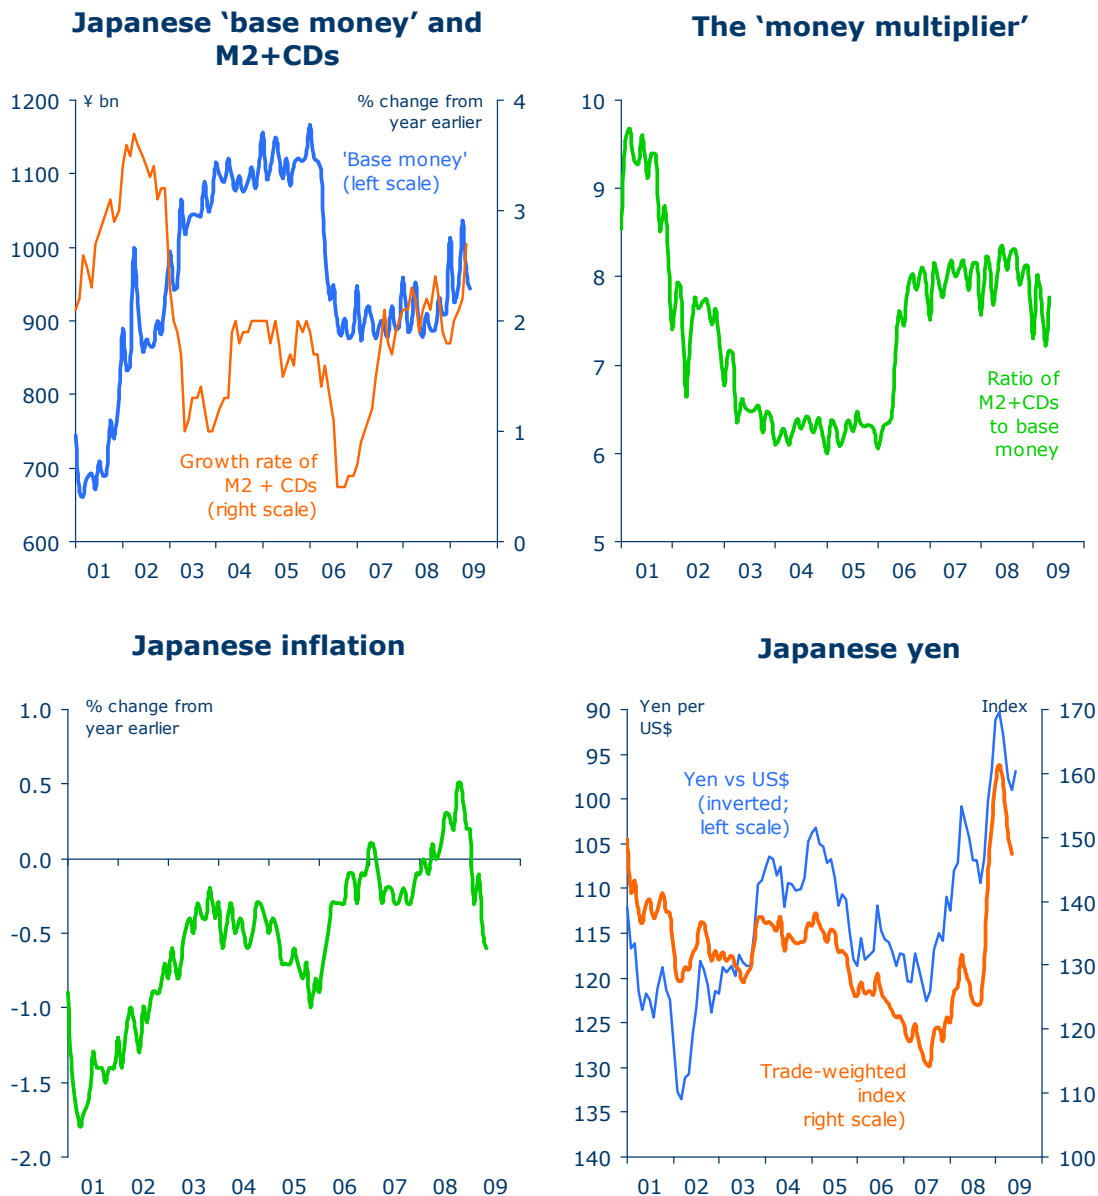 Japanese ‘base money’ and
M2+CDs
¥ bn
% change from
year earlier
1200
1100
1000
900
800
700
600
4
3
2
1
0
'Base money'
(left scale)
Growth rate of
M2 + CDs
(right scale)
01 02 03 04 05 06 07 08 09
The ‘money multiplier’
10
9
8
7
6
5
Ratio of
M2+CDs
to base
money
01 02 03 04 05 06 07 08 09
Japanese inflation
% change from
year earlier
1.0
0.5
0.0
-0.5
-1.0
-1.5
-2.0
01 02 03 04 05 06 07 08 09
Japanese yen
Yen per
US$
Index
90
95
100
105
110
115
120
125
130
135
140
170
160
150
140
130
120
110
100
Yen vs US$
(inverted;
left scale)
Trade-weighted
index
right scale)
01 02 03 04 05 06 07 08 09